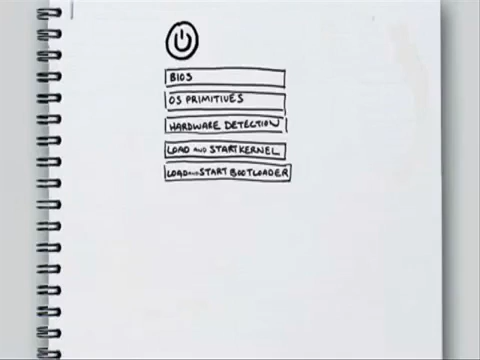 BIOS
OS PRIMITIVES
HARDWARE DETECTION
LOAD AND START KERNEL
LOAD AND START BOOTLOADER